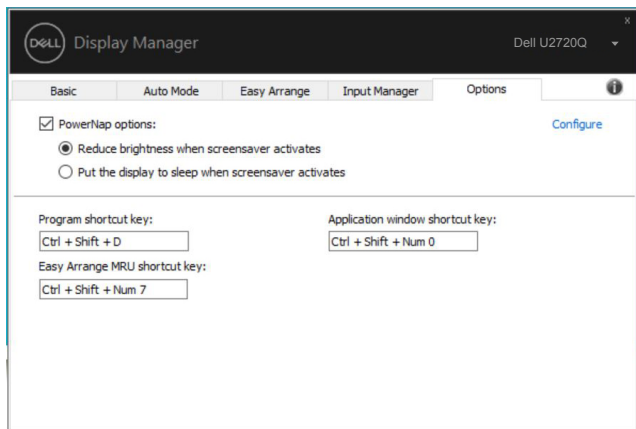 x
DELL Display Manager Dell U2720Q
Basic Auto Mode Easy Arrange Input Manager Options i
PowerNap options: Configure
Reduce brightness when screensaver activates
Put the display to sleep when screensaver activates
Program shortcut key: Application window shortcut key:
Ctrl + Shift + D Ctrl + Shift + Num 0
Easy Arrange MRU shortcut key:
Ctrl + Shift + Num 7